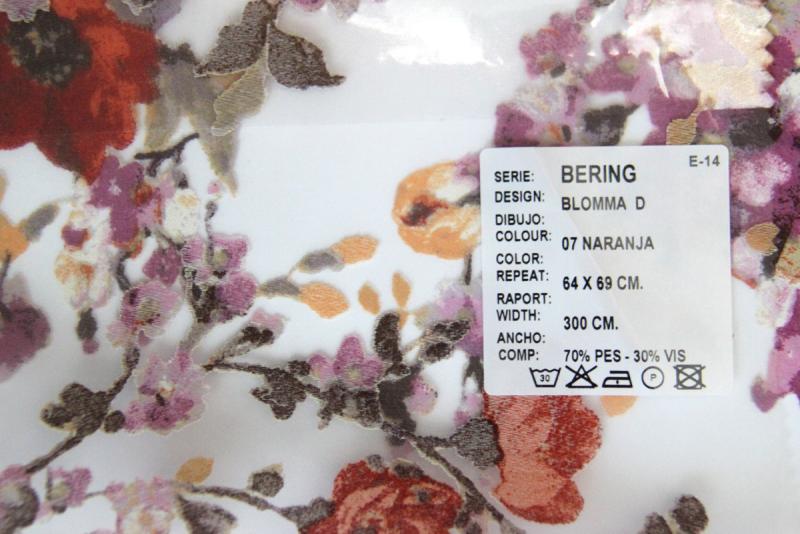 E-14
SERIE: BERING
DESIGN: BLOMMA D
DIBUJO:
COLOUR: 07 NARANJA
COLOR:
REPEAT: 64 X 69 CM.
RAPORT:
WIDTH: 300 CM.
ANCHO:
COMP: 70% PES - 30% VIS
30 P